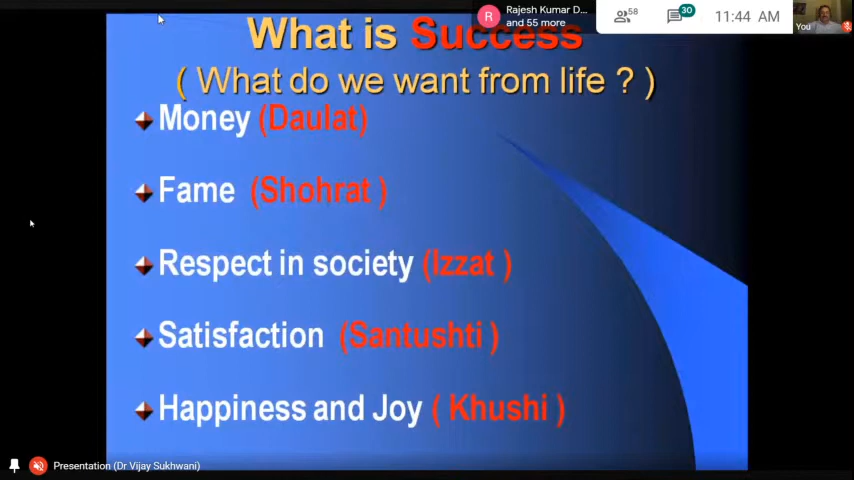 Rajesh Kumar D...
and 55 more
58
30
11:44 AM
You
R
What is Success
( What do we want from life ? )
Money (Daulat)
Fame (Shohrat )
Respect in society (Izzat )
Satisfaction (Santushti )
Happiness and Joy ( Khushi )
Presentation (Dr Vijay Sukhwani)